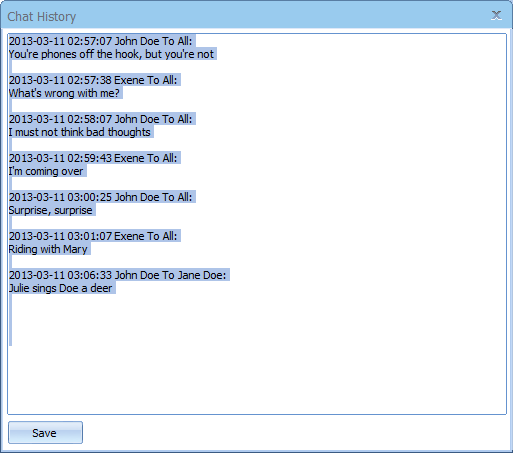 Chat History
2013-03-11 02:57:07 John Doe To All:
You're phones off the hook, but you're not
2013-03-11 02:57:38 Exene To All:
What's wrong with me?
2013-03-11 02:58:07 John Doe To All:
I must not think bad thoughts
2013-03-11 02:59:43 Exene To All:
I'm coming over
2013-03-11 03:00:25 John Doe To All:
Surprise, surprise
2013-03-11 03:01:07 Exene To All:
Riding with Mary
2013-03-11 03:06:33 John Doe To Jane Doe:
Julie sings Doe a deer
Save